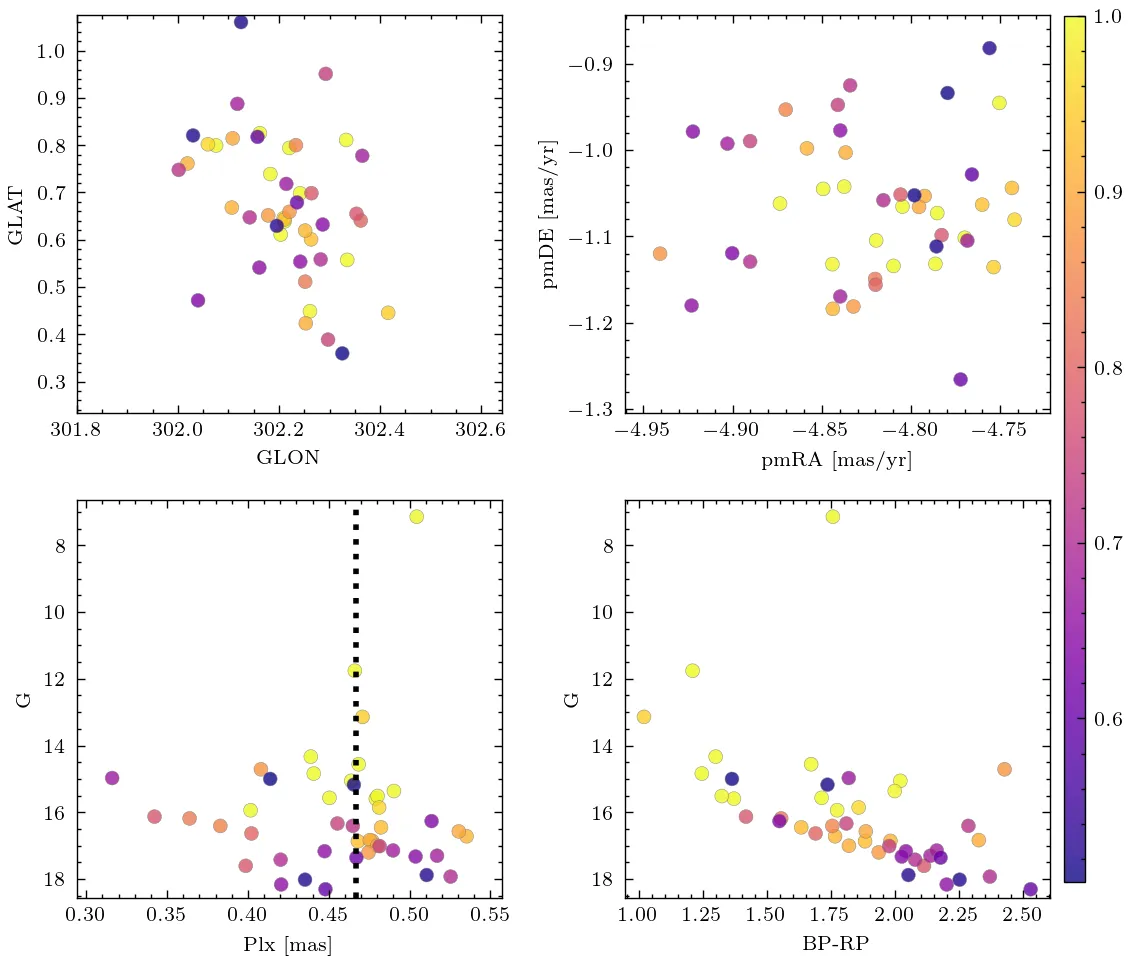 1.0
0.9
0.8
0.7
0.6
0.5
0.4
0.3
GLAT
301.8 302.0 302.2 302.4 302.6
GLON
−0.9
−1.0
−1.1
−1.2
−1.3
pmDE [mas/yr]
−4.95 −4.90 −4.85 −4.80 −4.75
pmRA [mas/yr]
1.0
0.9
0.8
0.7
0.6
8
10
12
14
16
18
G
0.30 0.35 0.40 0.45 0.50 0.55
Plx [mas]
8
10
12
14
16
18
G
1.00 1.25 1.50 1.75 2.00 2.25 2.50
BP-RP